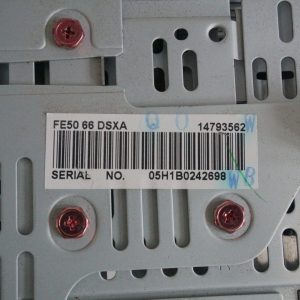 FE50 66 DSXA 14793562
SERIAL NO. 05H1B0242698
W B